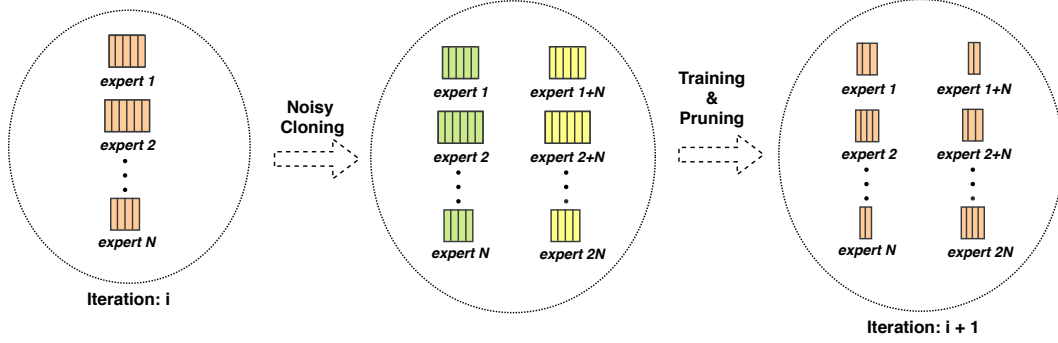 expert 1
expert 2
expert N
Iteration: i
Noisy
Cloning
expert 1
expert 1+N
expert 2
expert 2+N
expert N
expert 2N
Training
&
Pruning
expert 1
expert 1+N
expert 2
expert 2+N
expert N
expert 2N
Iteration: i + 1